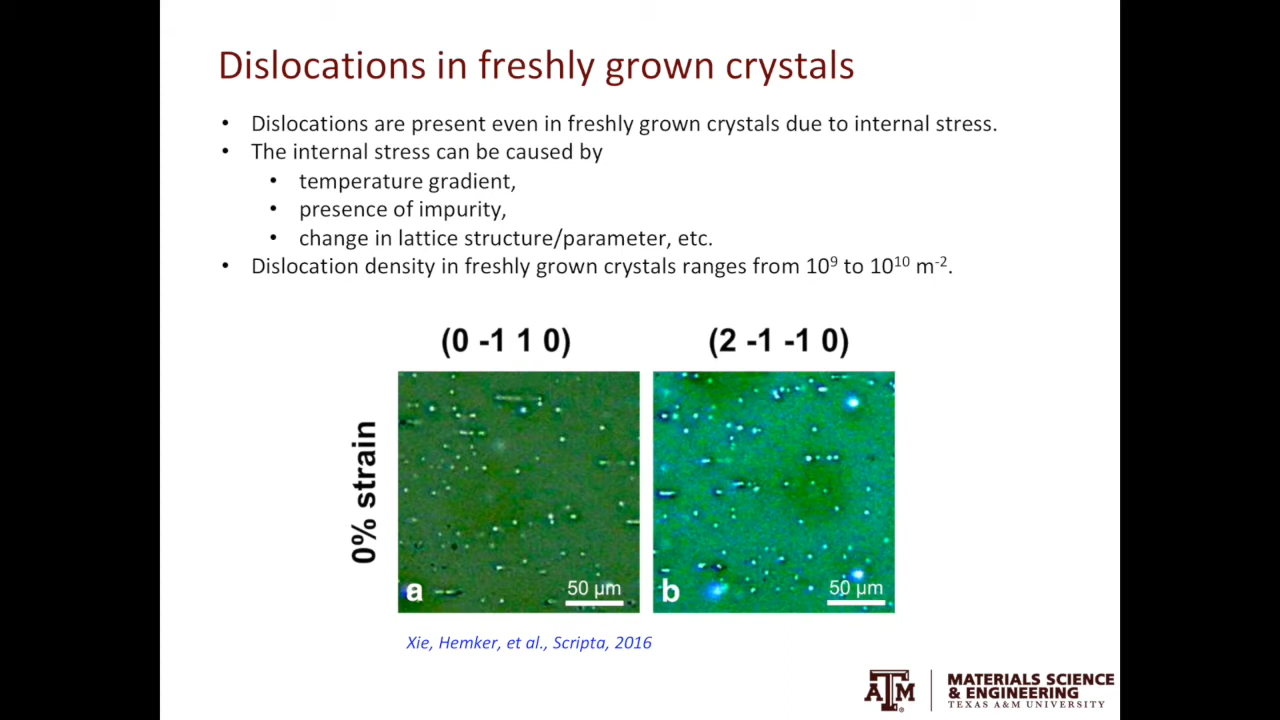 Dislocations in freshly grown crystals
• Dislocations are present even in freshly grown crystals due to internal stress.
• The internal stress can be caused by
• temperature gradient,
• presence of impurity,
• change in lattice structure/parameter, etc.
• Dislocation density in freshly grown crystals ranges from 10⁹ to 10¹⁰ m⁻².
(0 -1 1 0)
(2 -1 -1 0)
0% strain
a
50 µm
b
50 µm
Xie, Hemker, et al., Scripta, 2016
ATM
MATERIALS SCIENCE
& ENGINEERING
TEXAS A&M UNIVERSITY